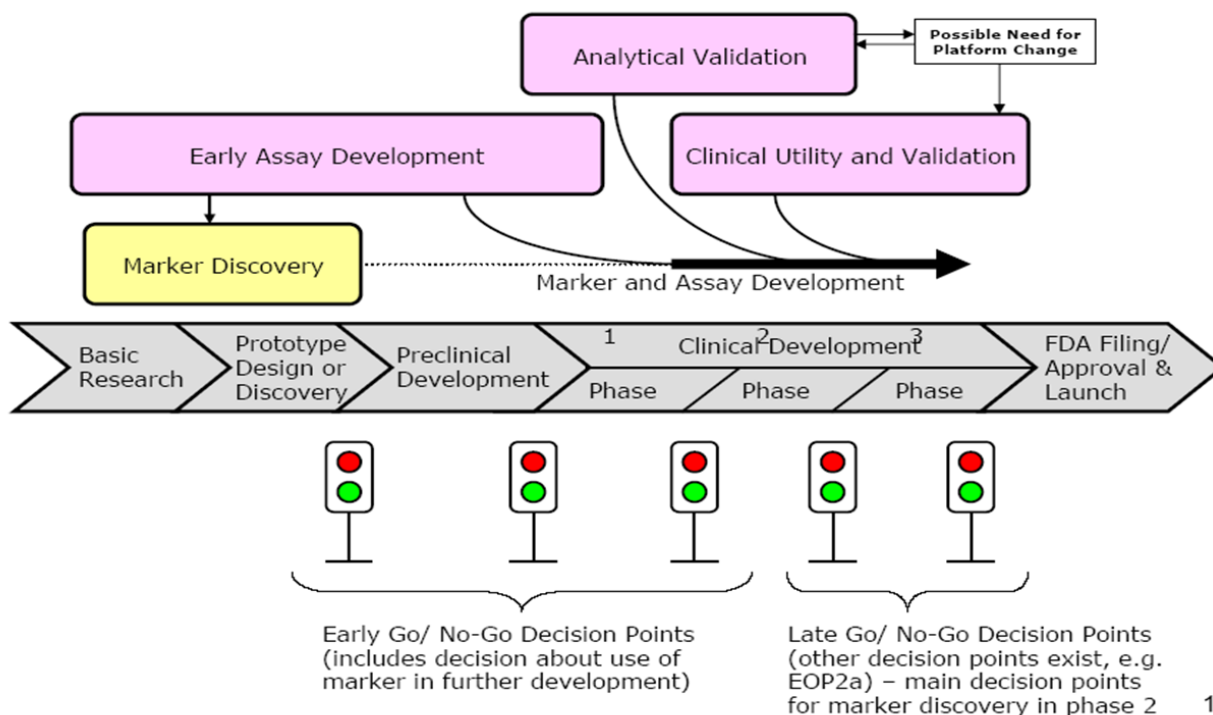 Analytical Validation
Possible Need for
Platform Change
Early Assay Development
Clinical Utility and Validation
Marker Discovery
Marker and Assay Development
Basic
Research
Prototype
Design or
Discovery
Preclinical
Development
1 2 3
Clinical Development
Phase Phase Phase
FDA Filing/
Approval &
Launch
Early Go/ No-Go Decision Points
(includes decision about use of
marker in further development)
Late Go/ No-Go Decision Points
(other decision points exist, e.g.
EOP2a) – main decision points
for marker discovery in phase 2
1